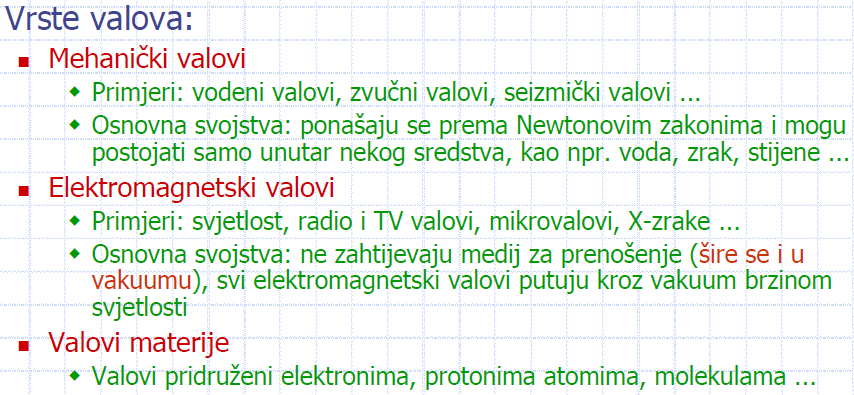 Vrste valova:
Mehanički valovi
Primjeri: vodeni valovi, zvučni valovi, seizmički valovi ...
Osnovna svojstva: ponašaju se prema Newtonovim zakonima i mogu
postojati samo unutar nekog sredstva, kao npr. voda, zrak, stijene ...
Elektromagnetski valovi
Primjeri: svjetlost, radio i TV valovi, mikrovalovi, X-zrake ...
Osnovna svojstva: ne zahtijevaju medij za prenošenje (šire se i u
vakuumu), svi elektromagnetski valovi putuju kroz vakuum brzinom
svjetlosti
Valovi materije
Valovi pridruženi elektronima, protonima atomima, molekulama ...